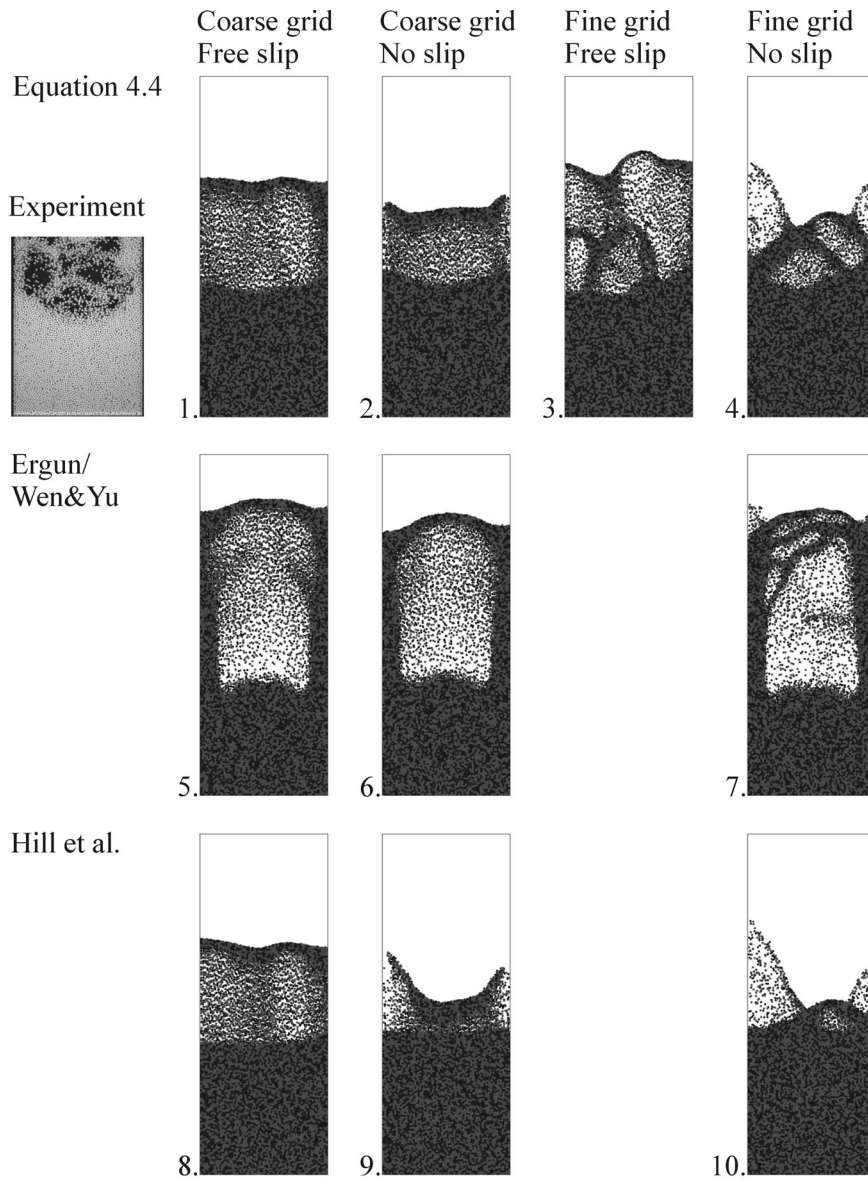 Coarse grid
Free slip
Coarse grid
No slip
Fine grid
Free slip
Fine grid
No slip
Equation 4.4
Experiment
1.
2.
3.
4.
Ergun/
Wen&Yu
5.
6.
7.
Hill et al.
8.
9.
10.